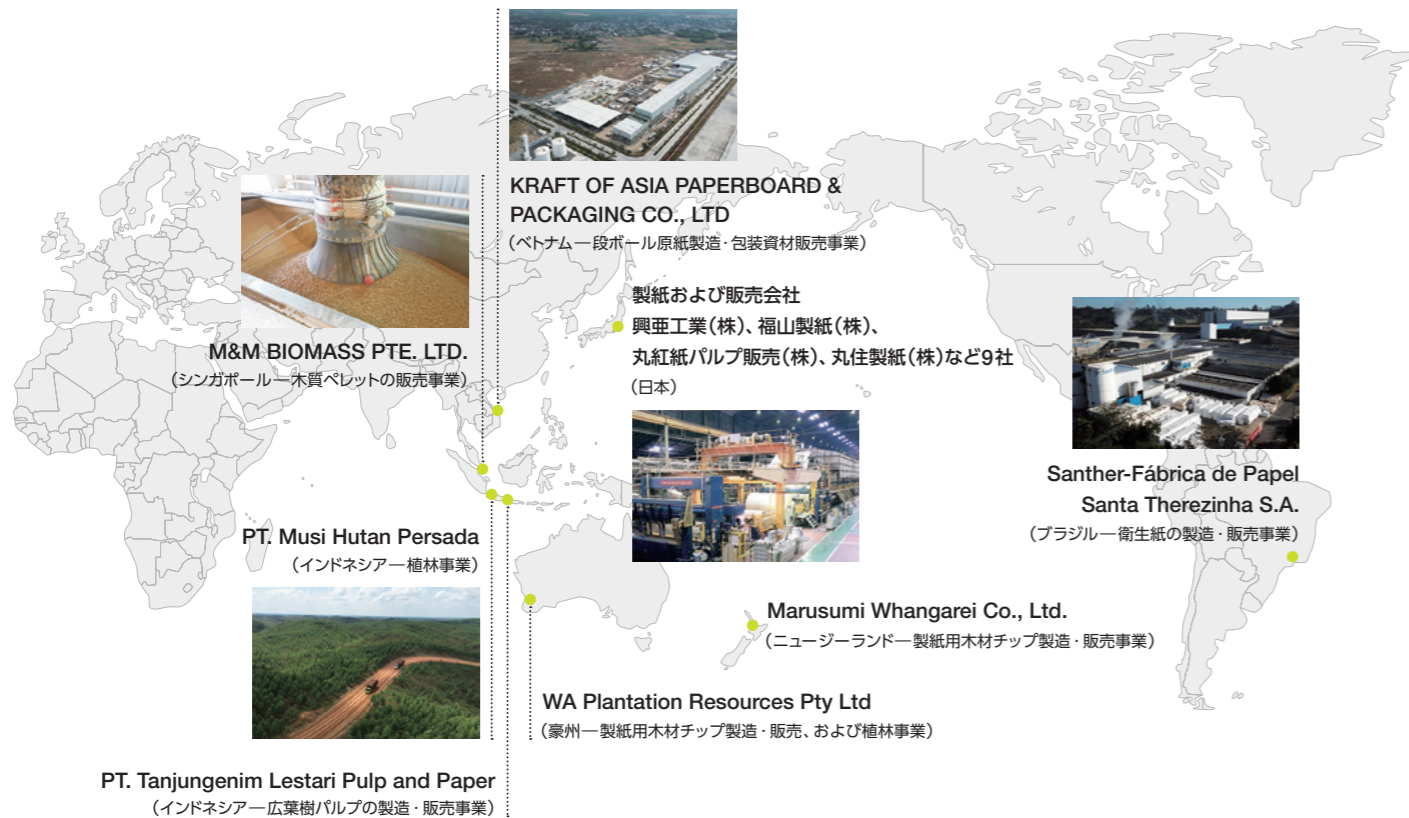 KRAFT OF ASIA PAPERBOARD &
PACKAGING CO., LTD
（ベトナム—段ボール原紙製造・包装資材販売事業）
M&M BIOMASS PTE. LTD.
（シンガポール—木質ペレットの販売事業）
製紙および販売会社
興亜工業（株）、福山製紙（株）、
丸紅紙パルプ販売（株）、丸住製紙（株）など9社
（日本）
Santher-Fábrica de Papel
Santa Therezinha S.A.
（ブラジル—衛生紙の製造・販売事業）
PT. Musi Hutan Persada
（インドネシア—植林事業）
Marusumi Whangarei Co., Ltd.
（ニュージーランド—製紙用木材チップ製造・販売事業）
WA Plantation Resources Pty Ltd
（豪州—製紙用木材チップ製造・販売、および植林事業）
PT. Tanjungenim Lestari Pulp and Paper
（インドネシア—広葉樹パルプの製造・販売事業）